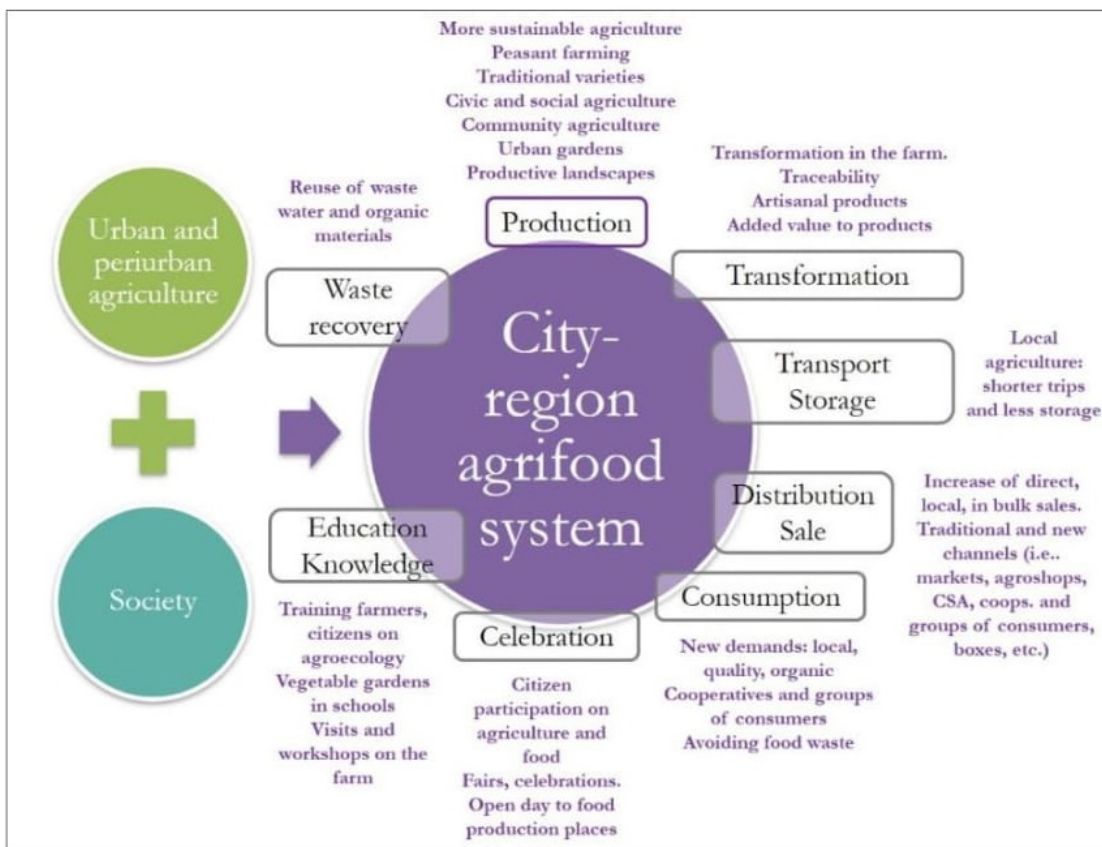 More sustainable agriculture
Peasant farming
Traditional varieties
Civic and social agriculture
Community agriculture
Urban gardens
Productive landscapes
Production
Transformation in the farm.
Traceability
Artisanal products
Added value to products
Transformation
Local
agriculture:
shorter trips
and less storage
Transport
Storage
Increase of direct,
local, in bulk sales.
Traditional and new
channels (i.e..
markets, agroshops,
CSA, coops. and
groups of consumers,
boxes, etc.)
Distribution
Sale
Consumption
New demands: local,
quality, organic
Cooperatives and groups
of consumers
Avoiding food waste
Celebration
Citizen
participation on
agriculture and
food
Fairs, celebrations.
Open day to food
production places
Education
Knowledge
Training farmers,
citizens on
agroecology
Vegetable gardens
in schools
Visits and
workshops on the
farm
Reuse of waste
water and organic
materials
Waste
recovery
Urban and
periurban
agriculture
Society
City-
region
agrifood
system